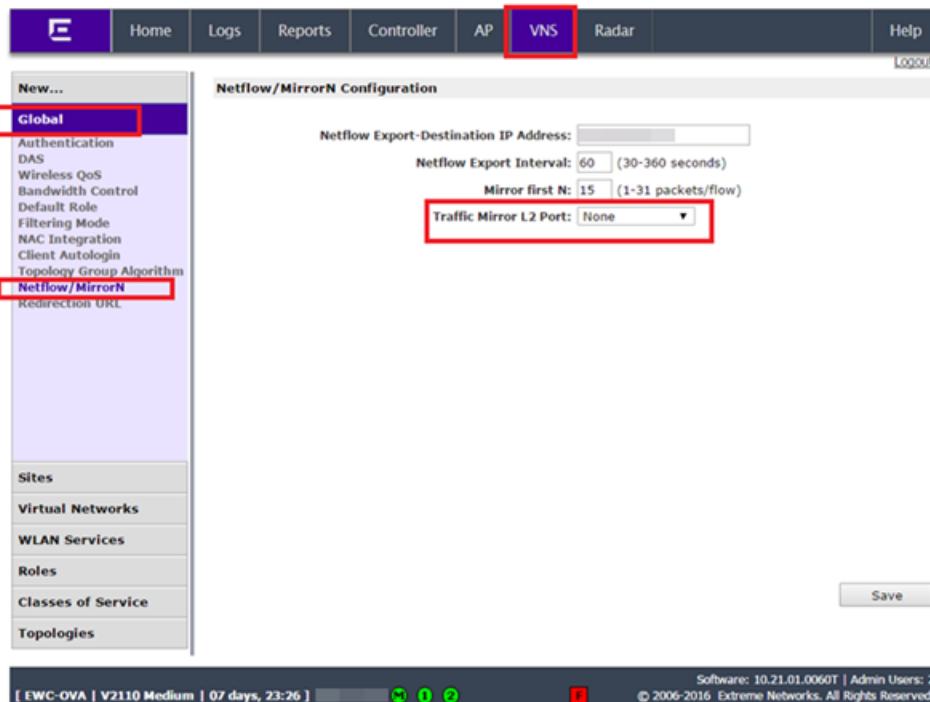 E Home Logs Reports Controller AP VNS Radar Help
Logout
New...
Global
Authentication
DAS
Wireless QoS
Bandwidth Control
Default Role
Filtering Mode
NAC Integration
Client Autologin
Topology Group Algorithm
Netflow/MirrorN
Redirection URL
Sites
Virtual Networks
WLAN Services
Roles
Classes of Service
Topologies
Netflow/MirrorN Configuration
Netflow Export-Destination IP Address:
Netflow Export Interval: 60 (30-360 seconds)
Mirror first N: 15 (1-31 packets/flow)
Traffic Mirror L2 Port: None
Save
[ EWC-OVA | V2110 Medium | 07 days, 23:26 ] M 1 2 F
Software: 10.21.01.0060T | Admin Users:
© 2006-2016 Extreme Networks. All Rights Reserved